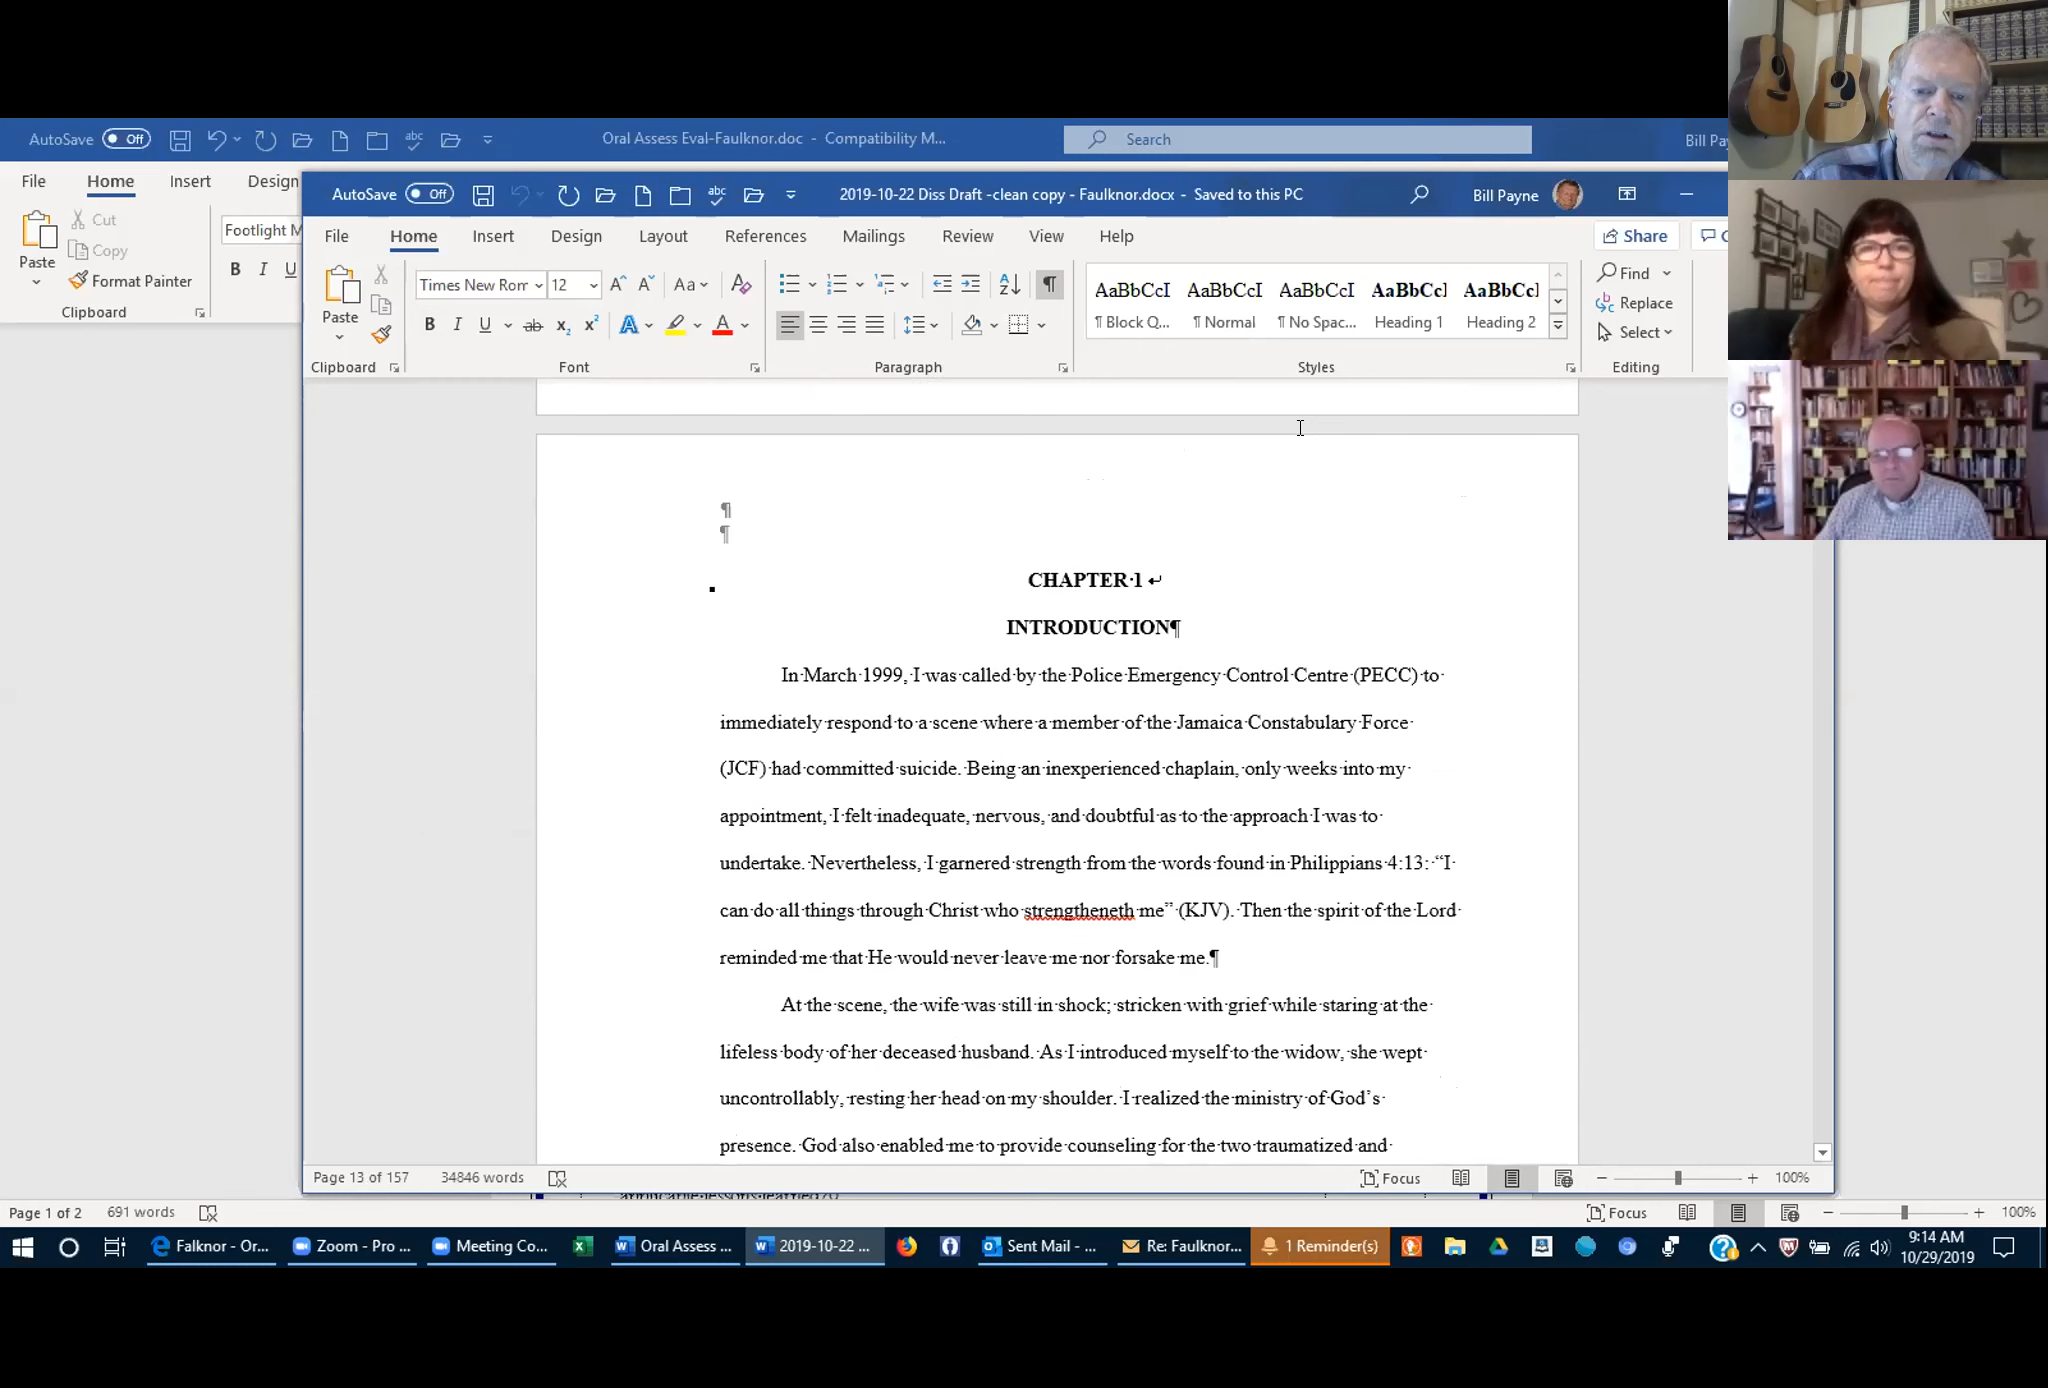 AutoSave Off
Oral Assess Eval-Faulknor.doc - Compatibility M...
Search
File Home Insert Design
Paste
Cut
Copy
Format Painter
Clipboard
Footlight M
B I U
AutoSave Off
2019-10-22 Diss Draft -clean copy - Faulknor.docx - Saved to this PC
Bill Payne
File Home Insert Design Layout References Mailings Review View Help
Share
Paste
Times New Ror 12
Clipboard Font Paragraph Styles Editing
AaBbCcI AaBbCcI AaBbCcI AaBbCcI AaBbCcI
¶ Block Q... ¶ Normal ¶ No Spac... Heading 1 Heading 2
Find
Replace
Select
¶
¶
CHAPTER·1 ↵
INTRODUCTION¶
In·March·1999,·I·was·called·by·the·Police·Emergency·Control·Centre·(PECC)·to·
immediately·respond·to·a·scene·where·a·member·of·the·Jamaica·Constabulary·Force·
(JCF)·had·committed·suicide.·Being·an·inexperienced·chaplain,·only·weeks·into·my·
appointment,·I·felt·inadequate,·nervous,·and·doubtful·as·to·the·approach·I·was·to·
undertake.·Nevertheless,·I·garnered·strength·from·the·words·found·in·Philippians·4:13:·“I·
can·do·all·things·through·Christ·who·strengtheneth·me”·(KJV).·Then·the·spirit·of·the·Lord·
reminded·me·that·He·would·never·leave·me·nor·forsake·me.¶
At·the·scene,·the·wife·was·still·in·shock;·stricken·with·grief·while·staring·at·the·
lifeless·body·of·her·deceased·husband.·As·I·introduced·myself·to·the·widow,·she·wept·
uncontrollably,·resting·her·head·on·my·shoulder.·I·realized·the·ministry·of·God’s·
presence.·God·also·enabled·me·to·provide·counseling·for·the·two·traumatized·and·
Page 13 of 157 34846 words
Focus
100%
Page 1 of 2 691 words
Focus
100%
Falknor - Or...
Zoom - Pro ...
Meeting Co...
Oral Assess ...
2019-10-22 ...
Sent Mail - ...
Re: Faulknor...
1 Reminder(s)
9:14 AM
10/29/2019